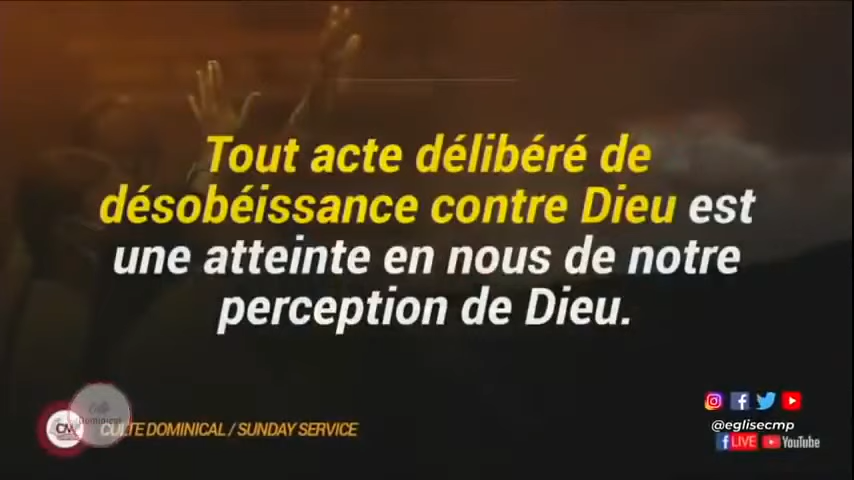 Tout acte délibéré de
désobéissance contre Dieu est
une atteinte en nous de notre
perception de Dieu.
CM
CULTE DOMINICAL / SUNDAY SERVICE
@eglisecmp
LIVE YouTube